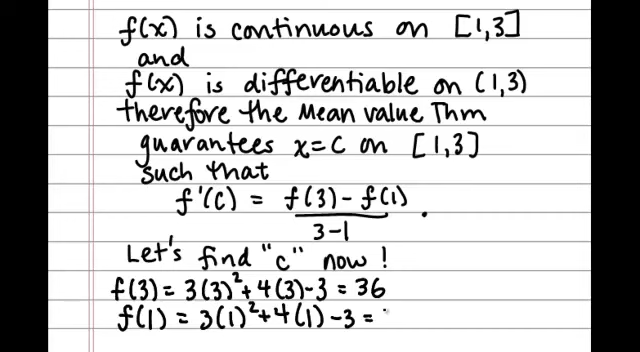 f(x) is continuous on [1,3]
and
f(x) is differentiable on (1,3)
therefore the Mean value Thm
guarantees x=c on [1,3]
such that
f'(c) = f(3) - f(1) / 3-1 .
Let's find "c" now!
f(3) = 3(3)² + 4(3) - 3 = 36
f(1) = 3(1)² + 4(1) - 3 =